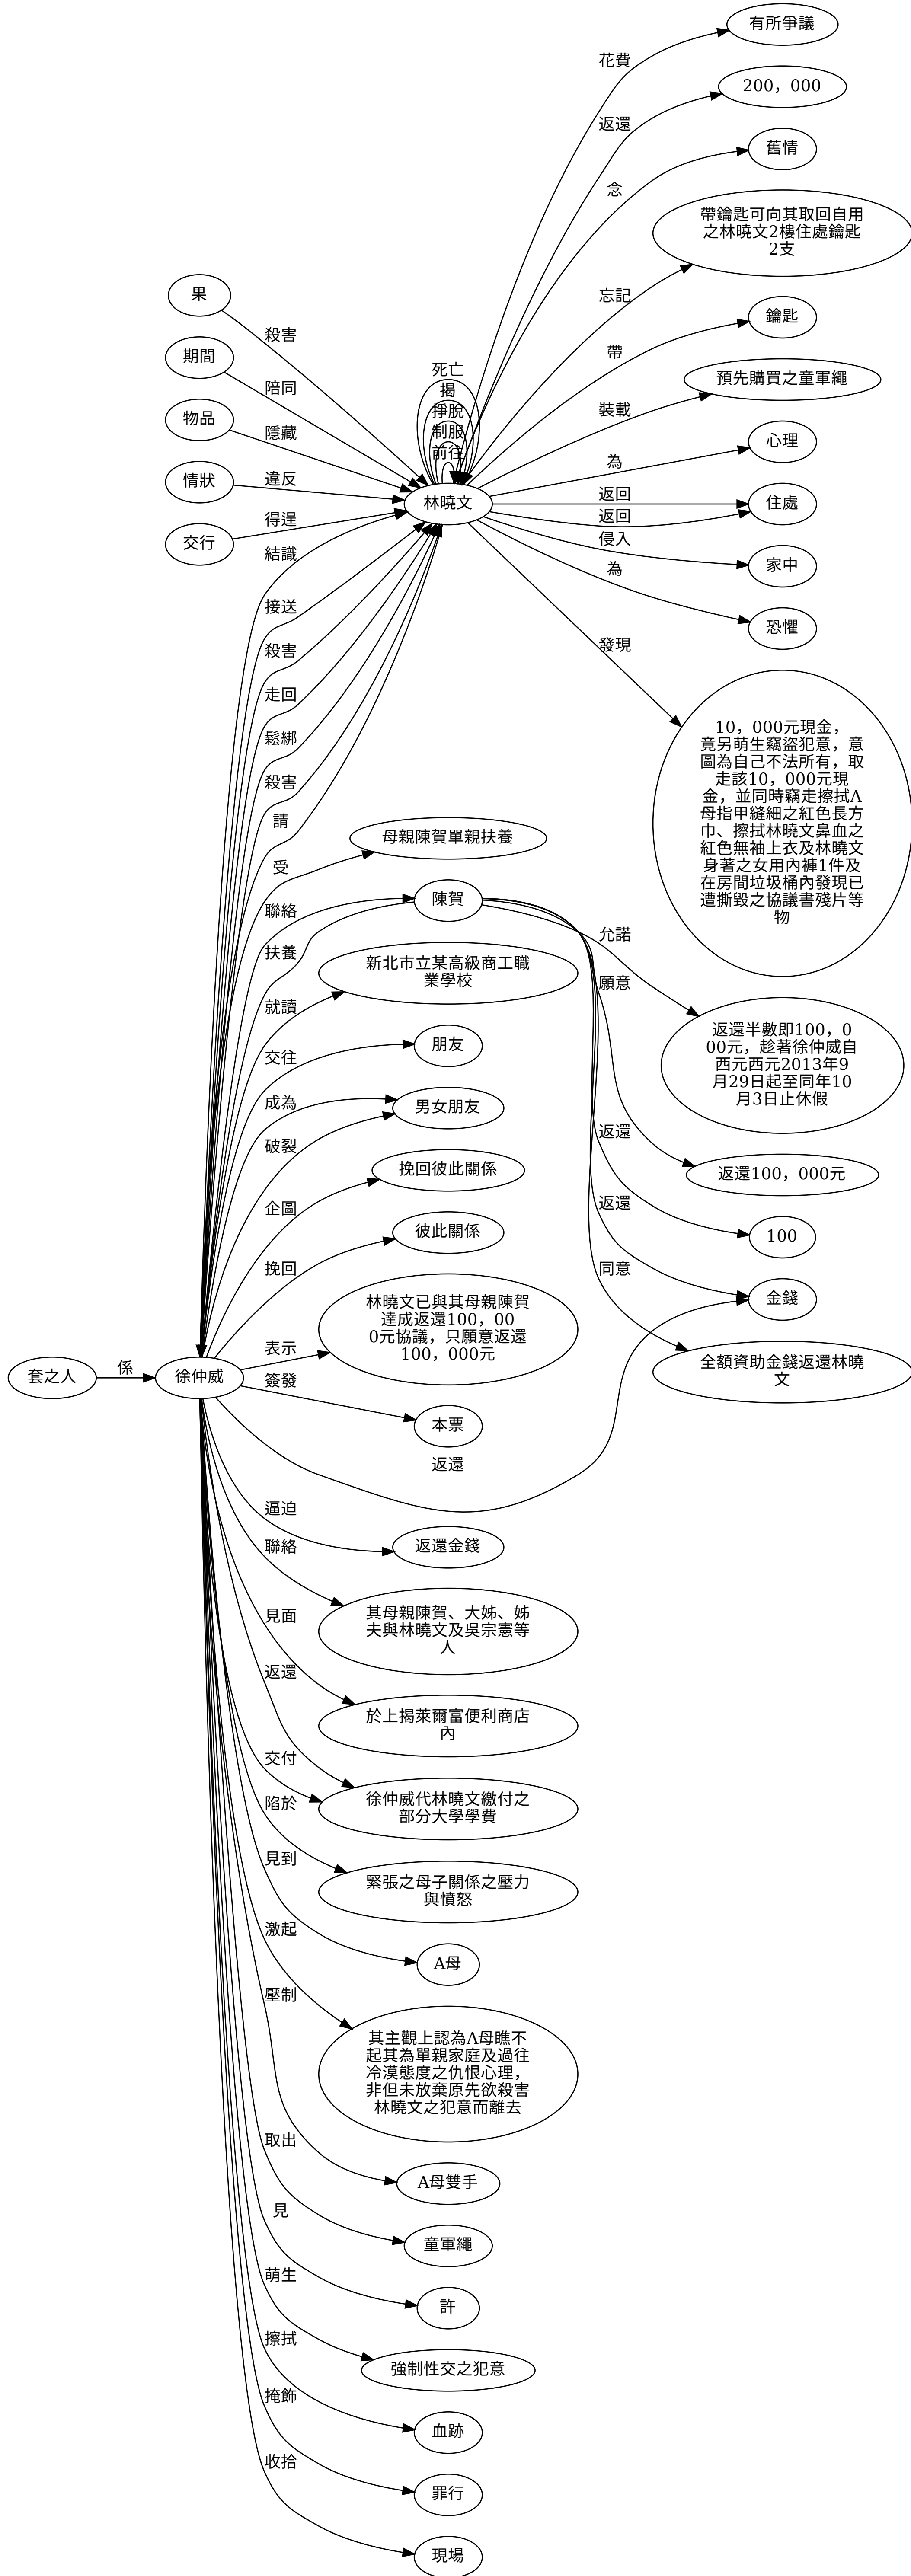 有所爭議
花費
200，000
返還
舊情
念
帶鑰匙可向其取回自用
之林曉文2樓住處鑰匙
2支
忘記
果
殺害
鑰匙
帶
期間
陪同
死亡
預先購買之童軍繩
揭
裝載
掙脫
物品
隱藏
制服
心理
前往
為
情狀
違反
林曉文
返回
住處
返回
交行
得逞
侵入
結識
家中
為
接送
恐懼
發現
殺害
走回
鬆綁
殺害
請
10，000元現金，
竟另萌生竊盜犯意，意
圖為自己不法所有，取
走該10，000元現
金，並同時竊走擦拭A
母指甲縫細之紅色長方
巾、擦拭林曉文鼻血之
紅色無袖上衣及林曉文
身著之女用內褲1件及
在房間垃圾桶內發現已
遭撕毀之協議書殘片等
物
母親陳賀單親扶養
受
陳賀
聯絡
允諾
扶養
新北市立某高級商工職
業學校
願意
就讀
返還半數即100，0
00元，趁著徐仲威自
西元西元2013年9
月29日起至同年10
月3日止休假
朋友
交往
男女朋友
成為
返還
破裂
挽回彼此關係
返還100，000元
企圖
返還
彼此關係
100
挽回
同意
金錢
林曉文已與其母親陳賀
達成返還100，00
0元協議，只願意返還
100，000元
表示
全額資助金錢返還林曉
文
套之人
係
徐仲威
簽發
本票
返還
逼迫
返還金錢
聯絡
其母親陳賀、大姊、姊
夫與林曉文及吳宗憲等
人
見面
於上揭萊爾富便利商店
內
返還
交付
徐仲威代林曉文繳付之
部分大學學費
陷於
緊張之母子關係之壓力
與憤怒
見到
A母
激起
其主觀上認為A母瞧不
起其為單親家庭及過往
冷漠態度之仇恨心理，
非但未放棄原先欲殺害
林曉文之犯意而離去
壓制
A母雙手
取出
童軍繩
見
許
萌生
強制性交之犯意
擦拭
血跡
掩飾
罪行
收拾
現場